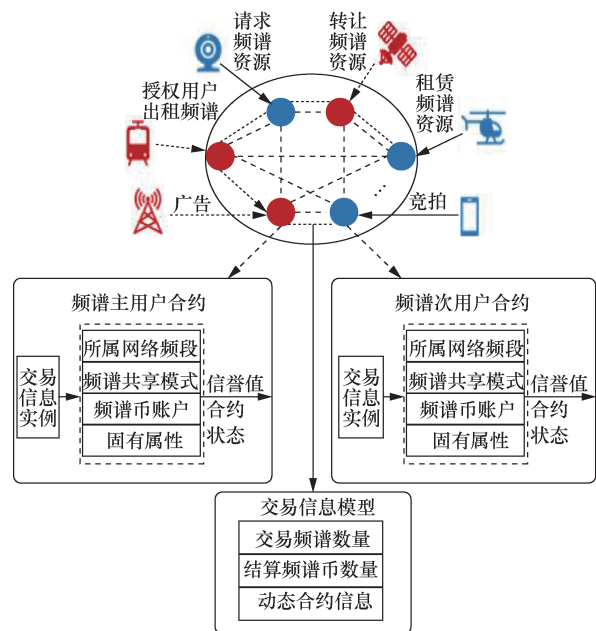 请求
频谱
资源
转让
频谱
资源
授权用户
出租频谱
租赁
频谱
资源
广告
竞拍
...
频谱主用户合约
交易
信息
实例
所属网络频段
频谱共享模式
频谱币账户
固有属性
信誉值
合约
状态
频谱次用户合约
交易
信息
实例
所属网络频段
频谱共享模式
频谱币账户
固有属性
信誉值
合约
状态
交易信息模型
交易频谱数量
结算频谱币数量
动态合约信息